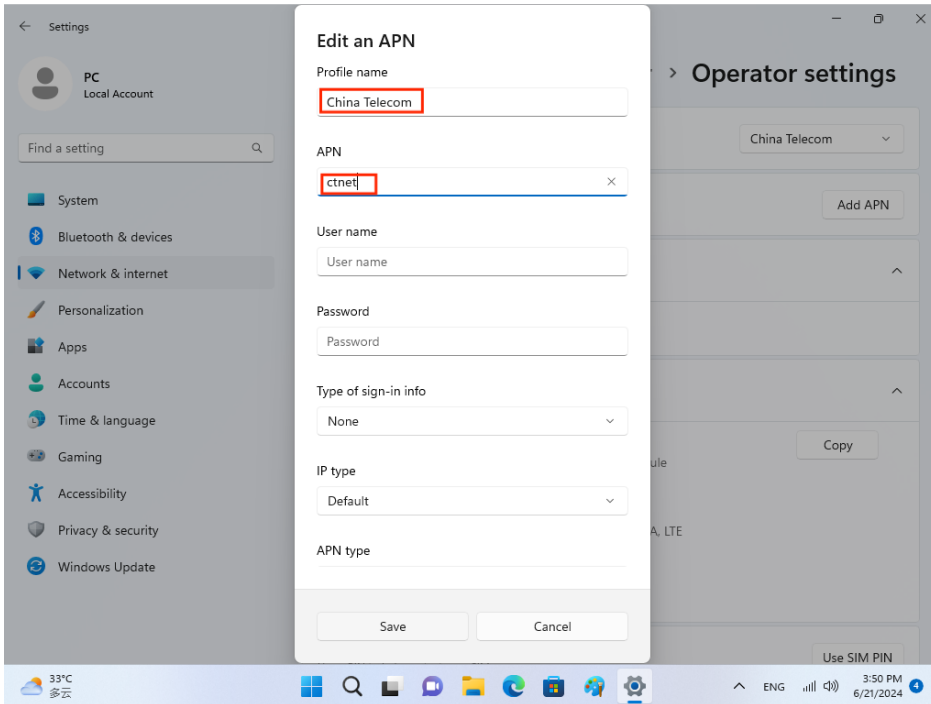 Settings
PC
Local Account
Find a setting
System
Bluetooth & devices
Network & internet
Personalization
Apps
Accounts
Time & language
Gaming
Accessibility
Privacy & security
Windows Update
Edit an APN
Profile name
China Telecom
APN
ctnet
User name
User name
Password
Password
Type of sign-in info
None
IP type
Default
APN type
Save
Cancel
> Operator settings
China Telecom
Add APN
Copy
ule
A, LTE
Use SIM PIN
33°C
多云
ENG
3:50 PM
6/21/2024
4